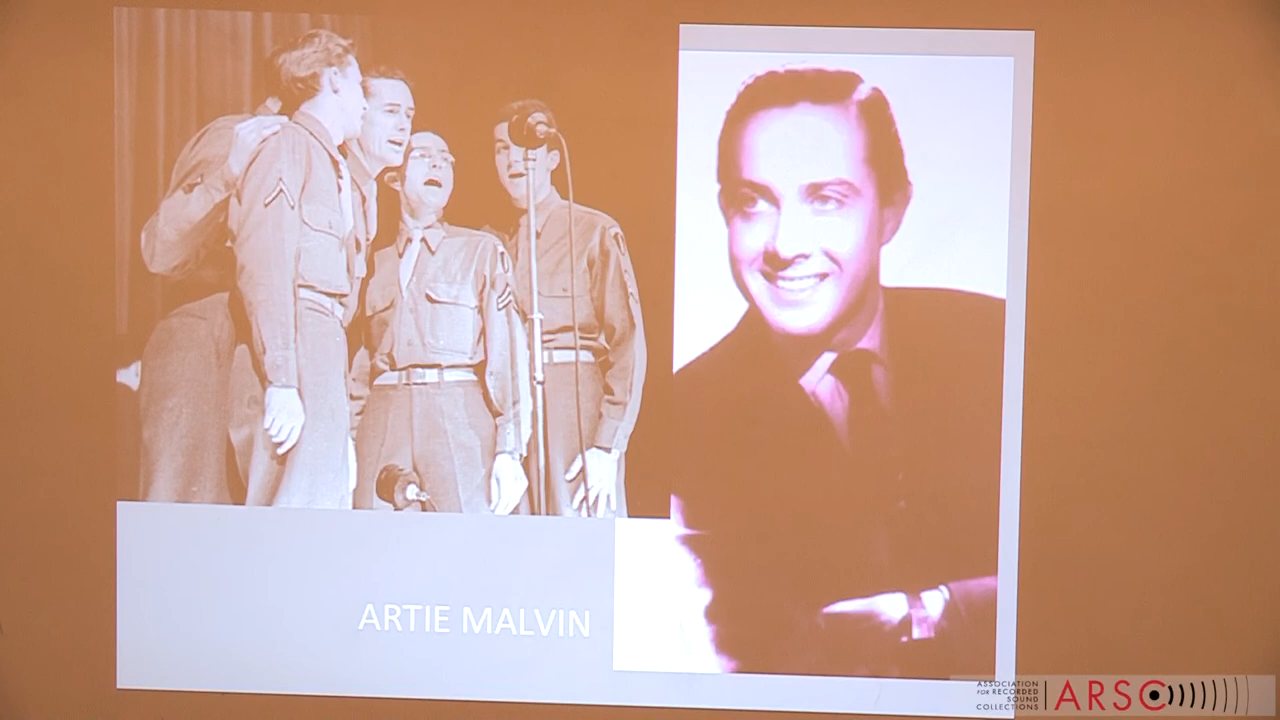 ARTIE MALVIN
ASSOCIATION
FOR RECORDED
SOUND
COLLECTIONS
ARSC